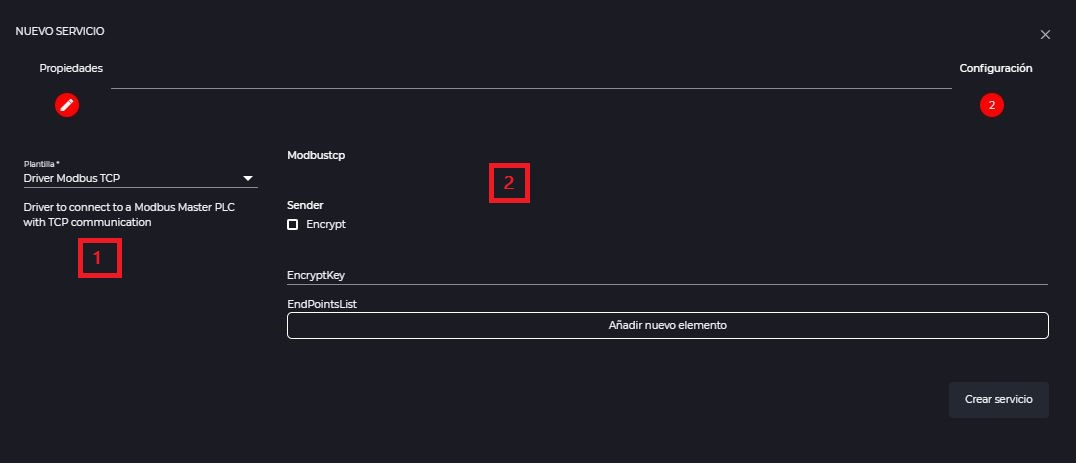 NUEVO SERVICIO
Propiedades
Configuración
2
Plantilla *
Driver Modbus TCP
Driver to connect to a Modbus Master PLC
with TCP communication
1
Modbustcp
2
Sender
Encrypt
EncryptKey
EndPointsList
Añadir nuevo elemento
Crear servicio